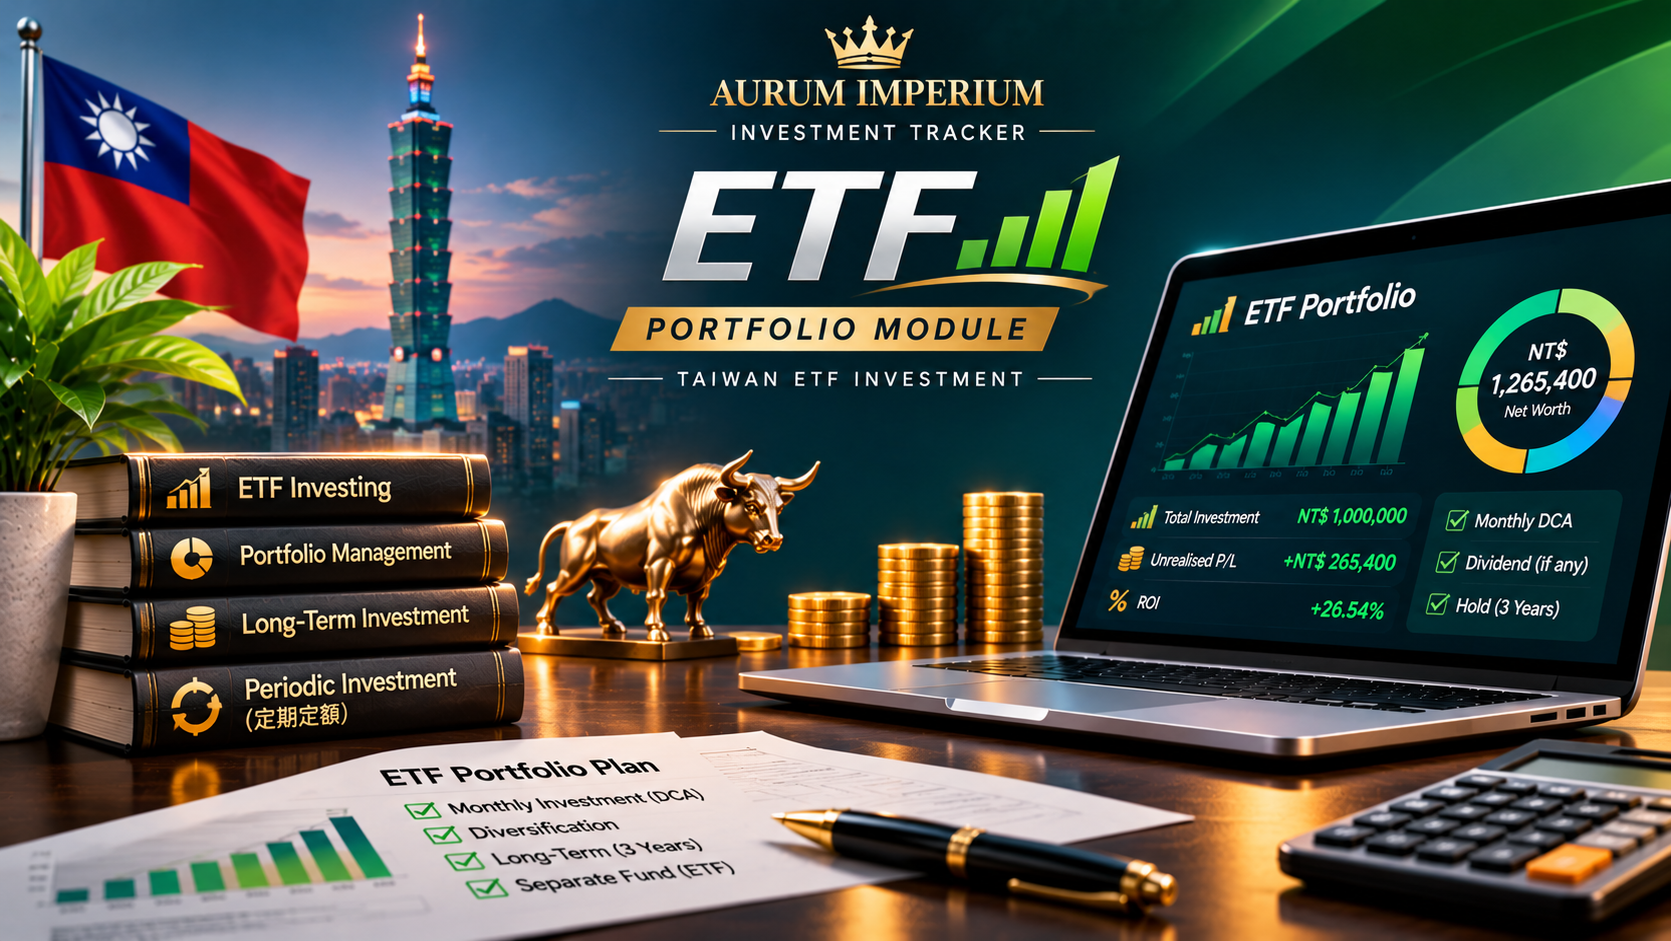 AURUM IMPERIUM
INVESTMENT TRACKER
ETF
PORTFOLIO MODULE
TAIWAN ETF INVESTMENT
ETF Investing
Portfolio Management
Long-Term Investment
Periodic Investment
(定期定額)
ETF Portfolio
NT$
1,265,400
Net Worth
Total Investment NT$ 1,000,000
Unrealised P/L +NT$ 265,400
% ROI +26.54%
Monthly DCA
Dividend (if any)
Hold (3 Years)
ETF Portfolio Plan
Monthly Investment (DCA)
Diversification
Long-Term (3 Years)
Separate Fund (ETF)